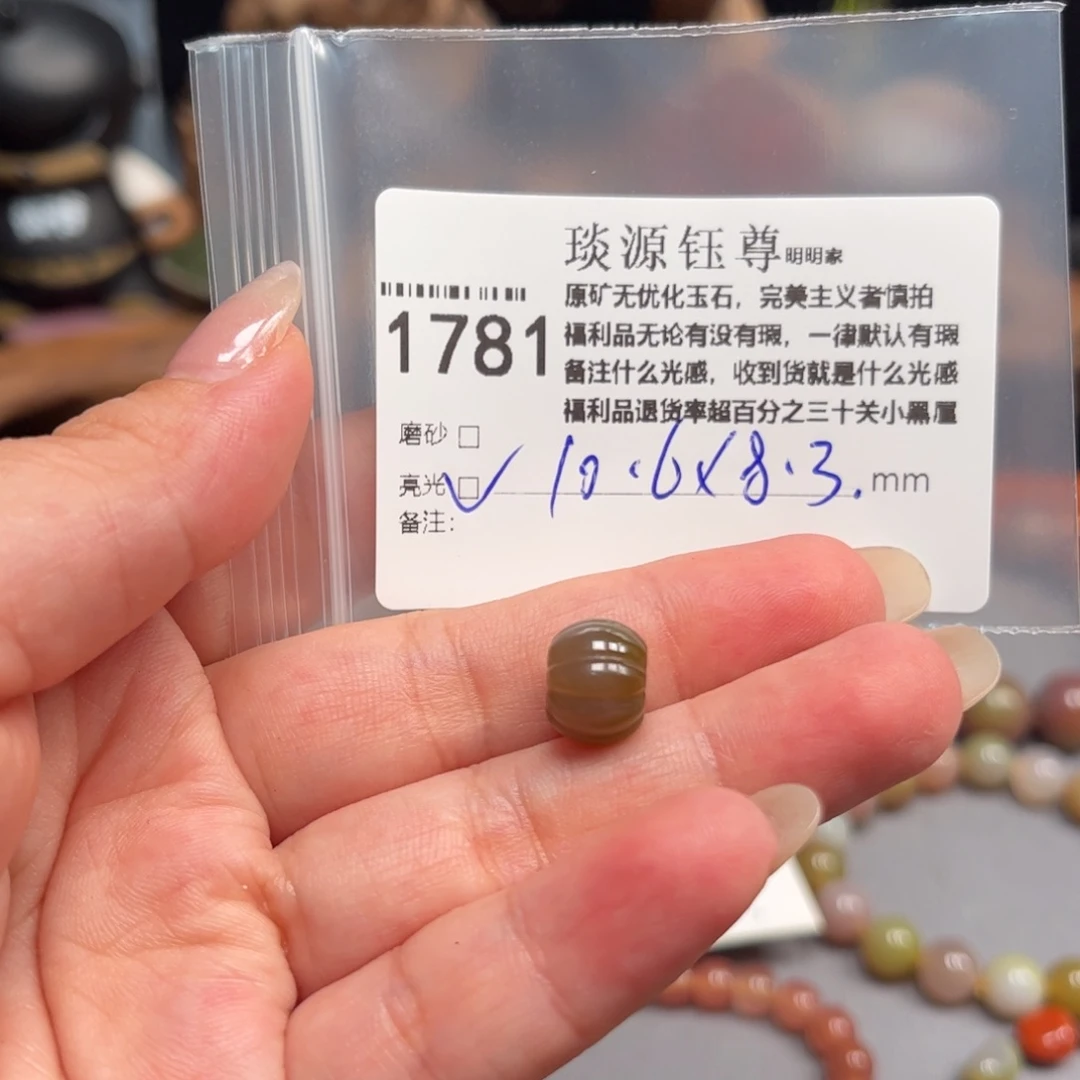 琰源钰尊明明家
原矿无优化玉石，完美主义者慎拍
1781
福利品无论有没有瑕，一律默认有瑕
备注什么光感，收到货就是什么光感
福利品退货率超百分之三十关小黑屋
磨砂 □
亮光 □ ✓ 10.6x8.3. mm
备注：